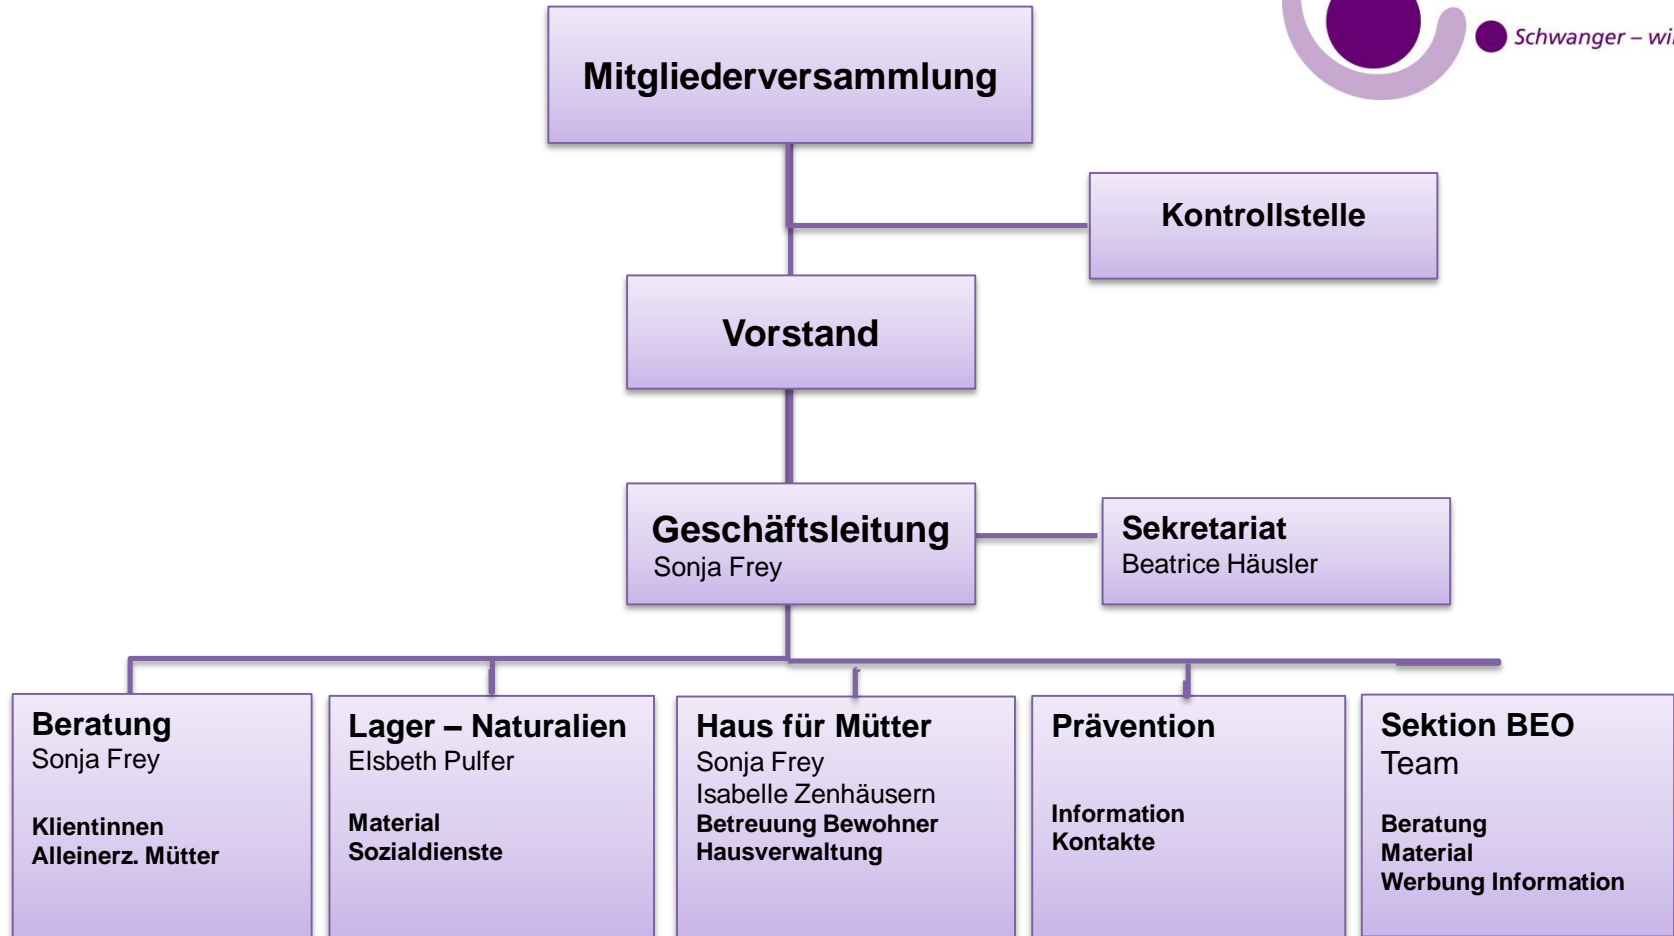 Schwanger – wi
Mitgliederversammlung
Kontrollstelle
Vorstand
Geschäftsleitung
Sonja Frey
Sekretariat
Beatrice Häusler
Beratung
Sonja Frey
Klientinnen
Alleinerz. Mütter
Lager – Naturalien
Elsbeth Pulfer
Material
Sozialdienste
Haus für Mütter
Sonja Frey
Isabelle Zenhäusern
Betreuung Bewohner
Hausverwaltung
Prävention
Information
Kontakte
Sektion BEO
Team
Beratung
Material
Werbung Information